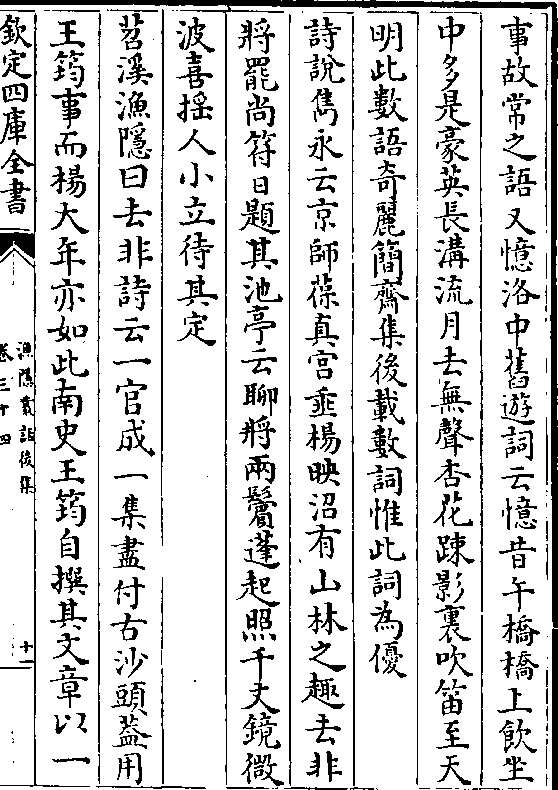 事故常之語又憶洛中舊遊詞云憶昔午橋橋上飲坐
中多是豪英長溝流月去無聲杏花踈影裏吹笛至天
明此數語奇麗簡齋集後載數詞惟此詞為優
詩說雋永云京師葆真宫垂楊映沼有山林之趣去非
將罷尚符日題其池亭云聊將兩鬢蓬起照千丈鏡微
波喜揺人小立待其定
苕溪漁隱曰去非詩云一官成一集盡付古沙頭葢用
王筠事而楊大年亦如此南史王筠自撰其文章以一
欽定四庫全書
漁隱叢話後集
卷三十四
十一